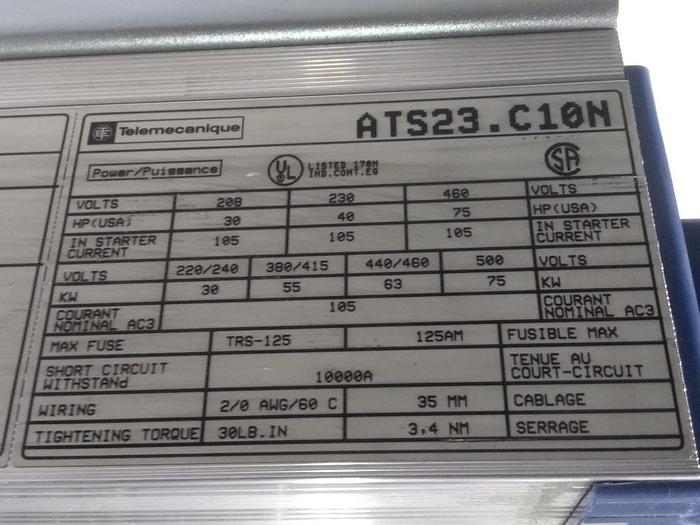 Telemecanique ATS23.C10N
Power/Puissance UL LISTED 179M
IND.CONT.EQ SA
VOLTS 208 230 460 VOLTS
HP(USA) 30 40 75 HP(USA)
IN STARTER CURRENT 105 105 105 IN STARTER CURRENT
VOLTS 220/240 380/415 440/460 500 VOLTS
KW 30 55 63 75 KW
COURANT NOMINAL AC3 105 COURANT NOMINAL AC3
MAX FUSE TRS-125 125AM FUSIBLE MAX
SHORT CIRCUIT WITHSTANd 10000A TENUE AU COURT-CIRCUIT
WIRING 2/0 AWG/60 C 35 MM CABLAGE
TIGHTENING TORQUE 30LB.IN 3,4 NM SERRAGE